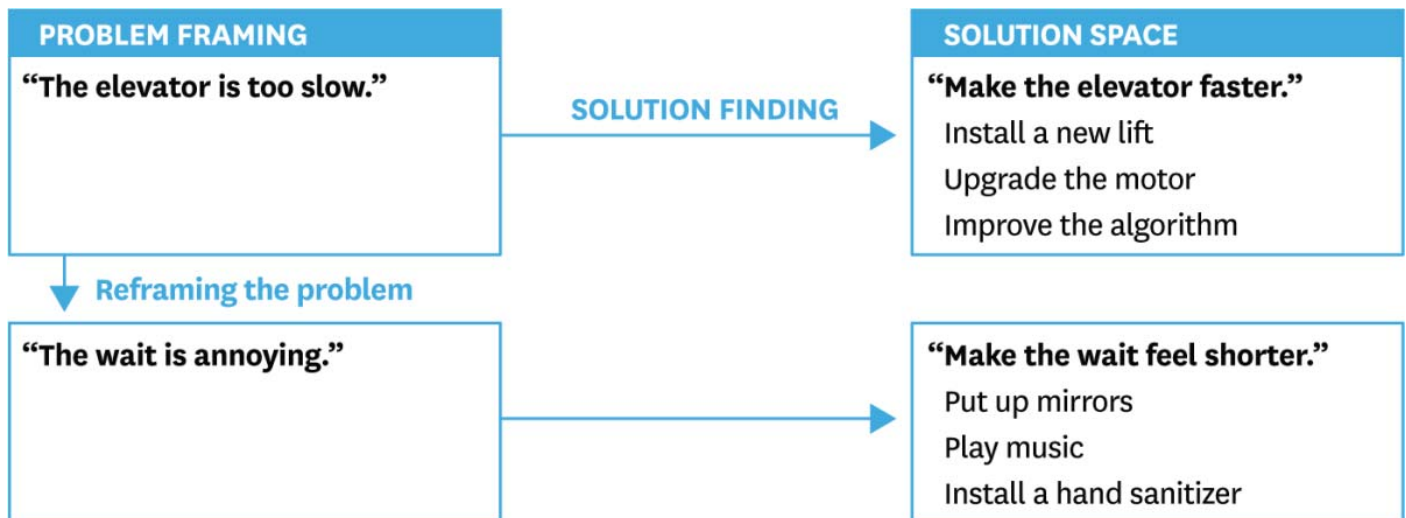 PROBLEM FRAMING
“The elevator is too slow.”
SOLUTION FINDING
SOLUTION SPACE
“Make the elevator faster.”
Install a new lift
Upgrade the motor
Improve the algorithm
Reframing the problem
“The wait is annoying.”
“Make the wait feel shorter.”
Put up mirrors
Play music
Install a hand sanitizer